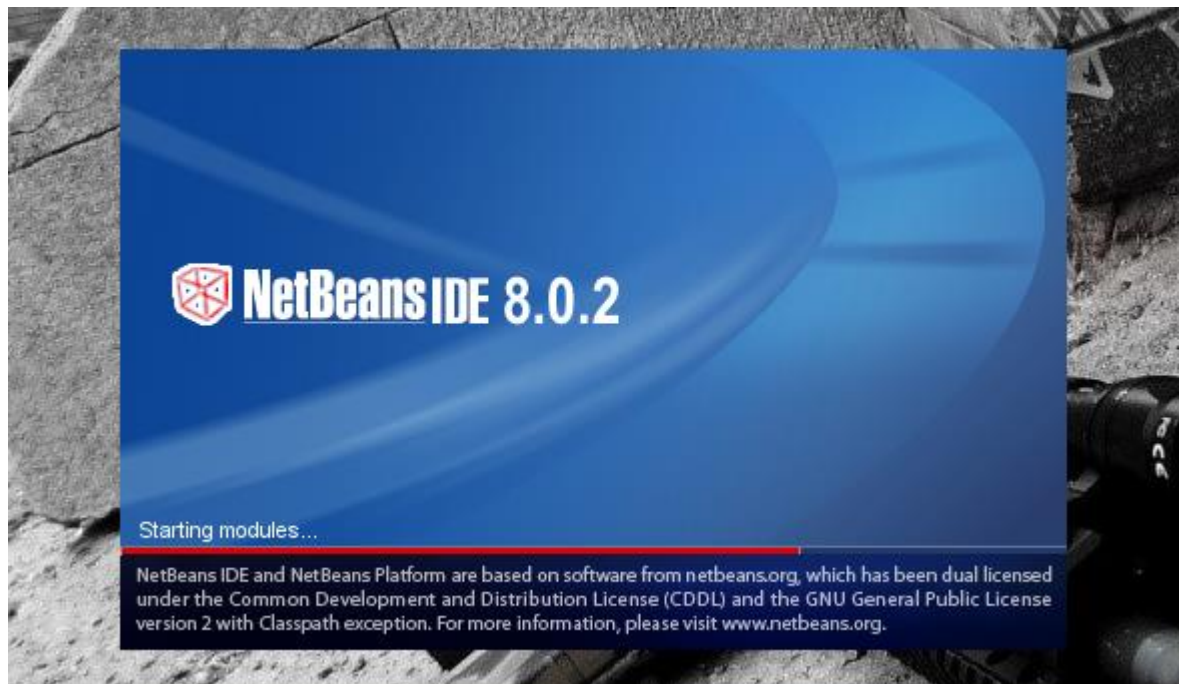 NetBeans IDE 8.0.2
Starting modules...
NetBeans IDE and NetBeans Platform are based on software from netbeans.org, which has been dual licensed
under the Common Development and Distribution License (CDDL) and the GNU General Public License
version 2 with Classpath exception. For more information, please visit www.netbeans.org.